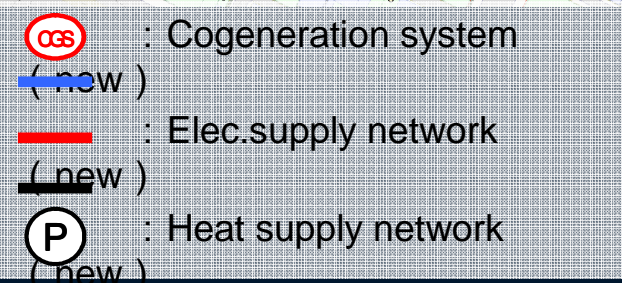 CGS : Cogeneration system
( new )
: Elec.supply network
( new )
P : Heat supply network
( new )